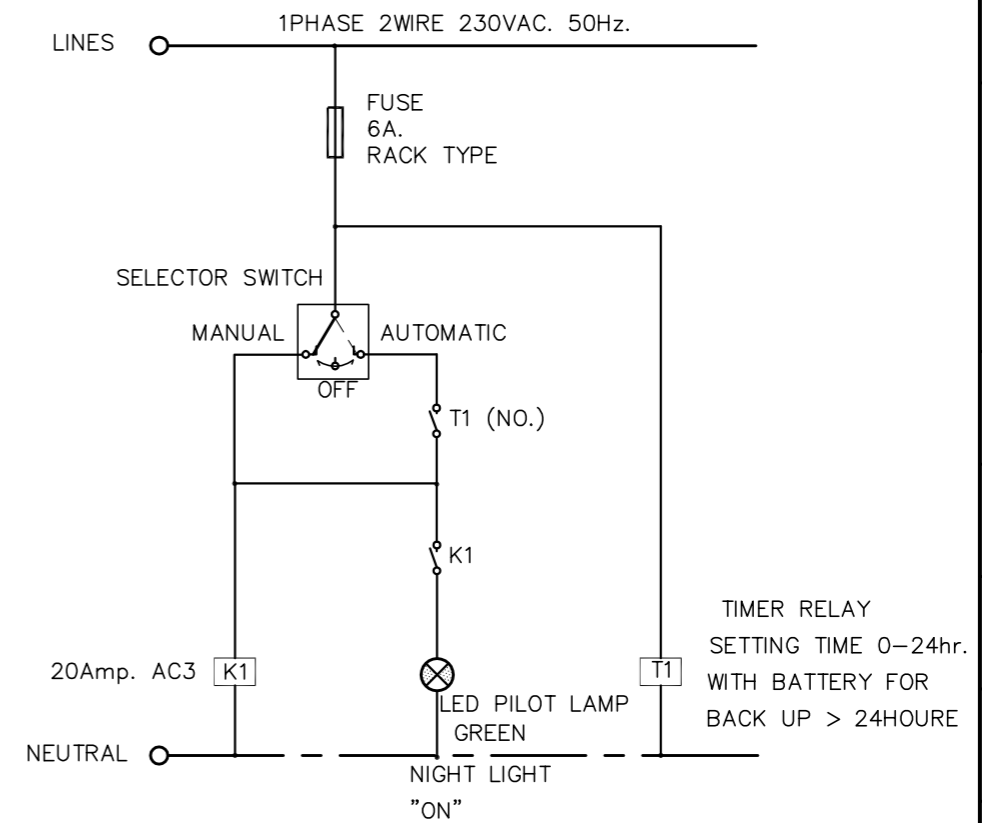 1PHASE 2WIRE 230VAC. 50Hz.
LINES
FUSE
6A.
RACK TYPE
SELECTOR SWITCH
MANUAL
AUTOMATIC
OFF
T1 (NO.)
K1
TIMER RELAY
SETTING TIME 0-24hr.
WITH BATTERY FOR
BACK UP > 24HOURE
20Amp. AC3
K1
T1
LED PILOT LAMP
GREEN
NEUTRAL
NIGHT LIGHT
"ON"